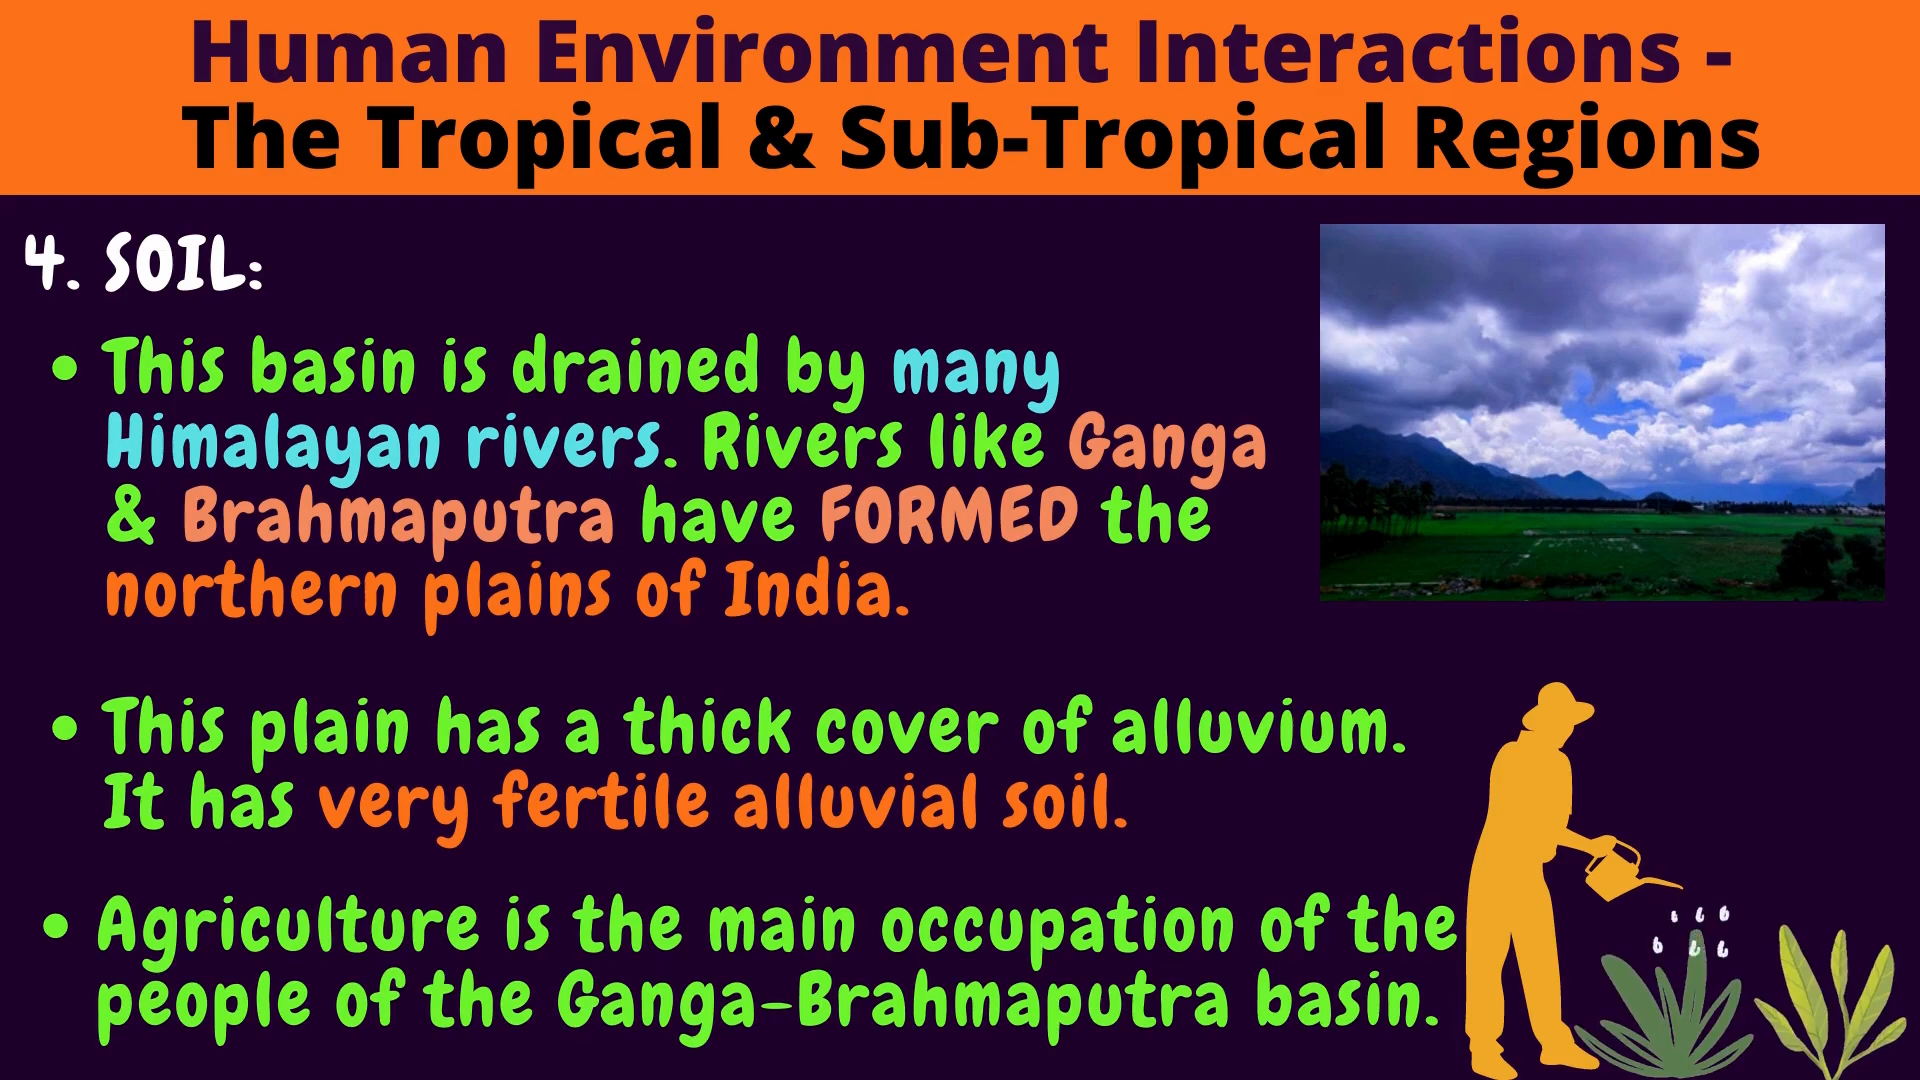 Human Environment Interactions -
The Tropical & Sub-Tropical Regions
4. SOIL:
• This basin is drained by many
Himalayan rivers. Rivers like Ganga
& Brahmaputra have FORMED the
northern plains of India.
• This plain has a thick cover of alluvium.
It has very fertile alluvial soil.
• Agriculture is the main occupation of the
people of the Ganga-Brahmaputra basin.